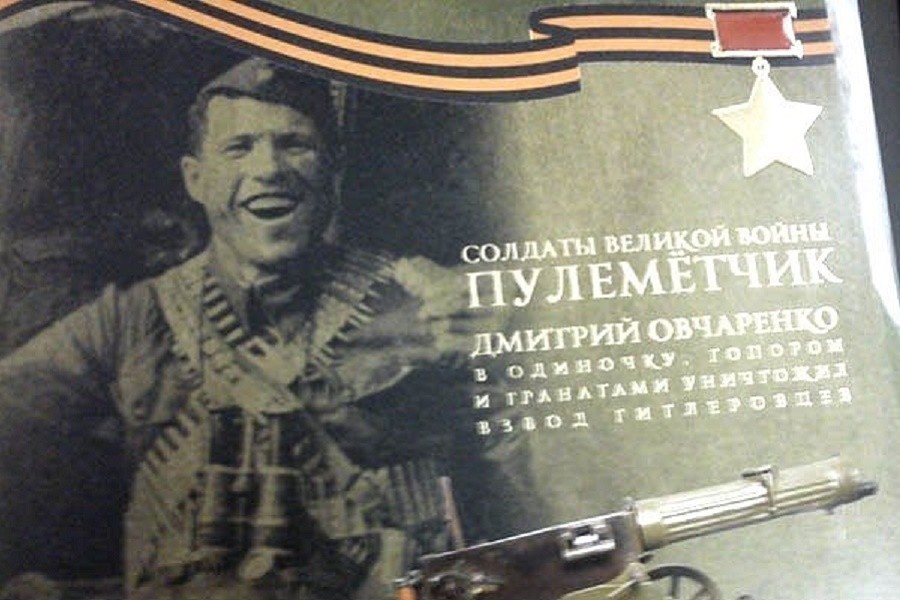 СОЛДАТЫ ВЕЛИКОЙ ВОЙНЫ
ПУЛЕМЁТЧИК
ДМИТРИЙ ОВЧАРЕНКО
В ОДИНОЧКУ, ТОПОРОМ
И ГРАНАТАМИ УНИЧТОЖИЛ
ВЗВОД ГИТЛЕРОВЦЕВ